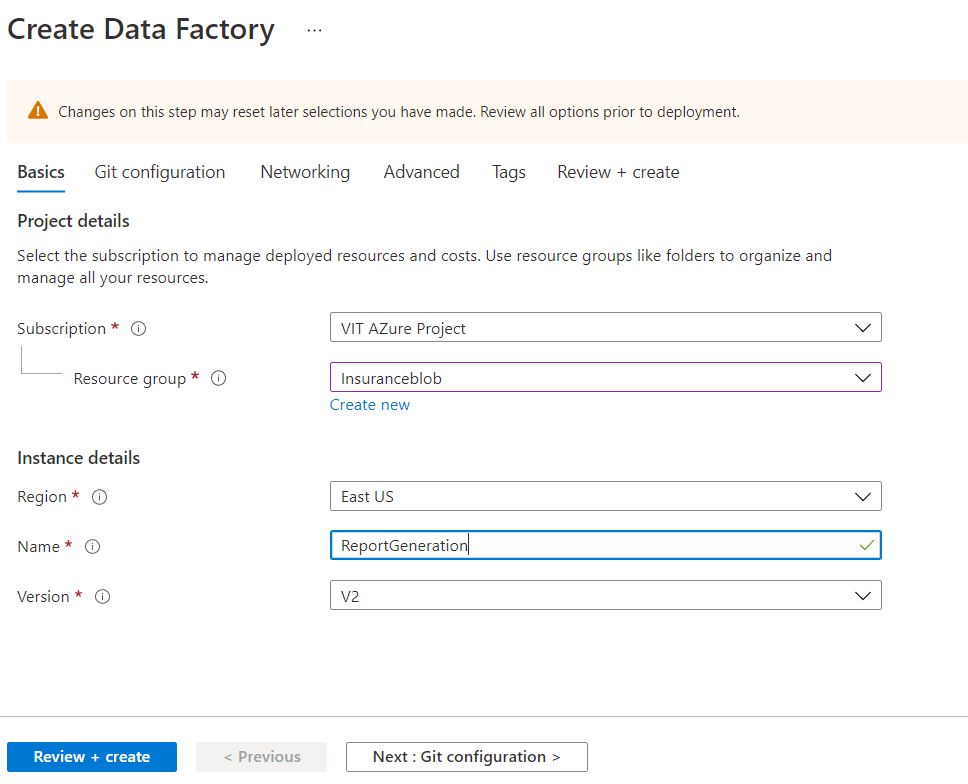 Create Data Factory ...
Changes on this step may reset later selections you have made. Review all options prior to deployment.
Basics Git configuration Networking Advanced Tags Review + create
Project details
Select the subscription to manage deployed resources and costs. Use resource groups like folders to organize and
manage all your resources.
Subscription * VIT AZure Project
Resource group * Insuranceblob
Create new
Instance details
Region * East US
Name * ReportGeneration
Version * V2
Review + create < Previous Next : Git configuration >